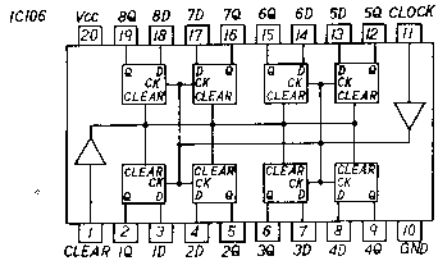 IC106 Vcc 8Q 8D 7D 7Q 6Q 6D 5D 5Q CLOCK
20 19 18 17 16 15 14 13 12 11
Q D D Q Q D D Q
CK CK CK CK
CLEAR CLEAR CLEAR CLEAR
CLEAR CLEAR CLEAR CLEAR
CK CK CK CK
Q D D Q Q D D Q
1 2 3 4 5 6 7 8 9 10
CLEAR 1Q 1D 2D 2Q 3Q 3D 4D 4Q GND